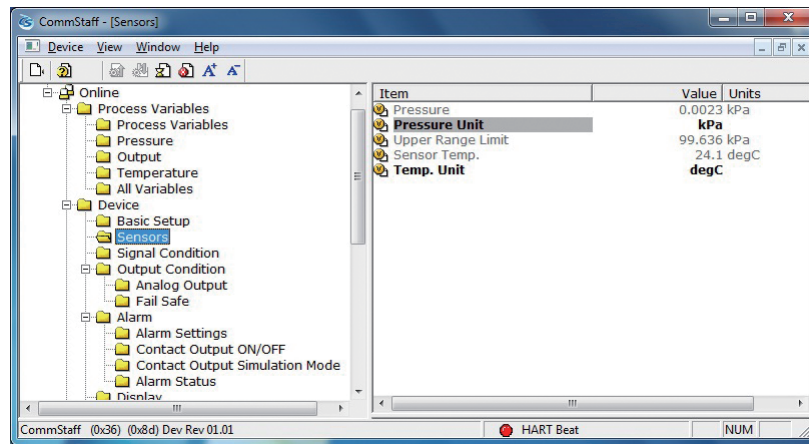 CommStaff - [Sensors]
Device View Window Help
Online
Process Variables
Process Variables
Pressure
Output
Temperature
All Variables
Device
Basic Setup
Sensors
Signal Condition
Output Condition
Analog Output
Fail Safe
Alarm
Alarm Settings
Contact Output ON/OFF
Contact Output Simulation Mode
Alarm Status
Display
Item Value Units
Pressure 0.0023 kPa
Pressure Unit kPa
Upper Range Limit 99.636 kPa
Sensor Temp. 24.1 degC
Temp. Unit degC
CommStaff (0x36) (0x8d) Dev Rev 01.01 HART Beat NUM